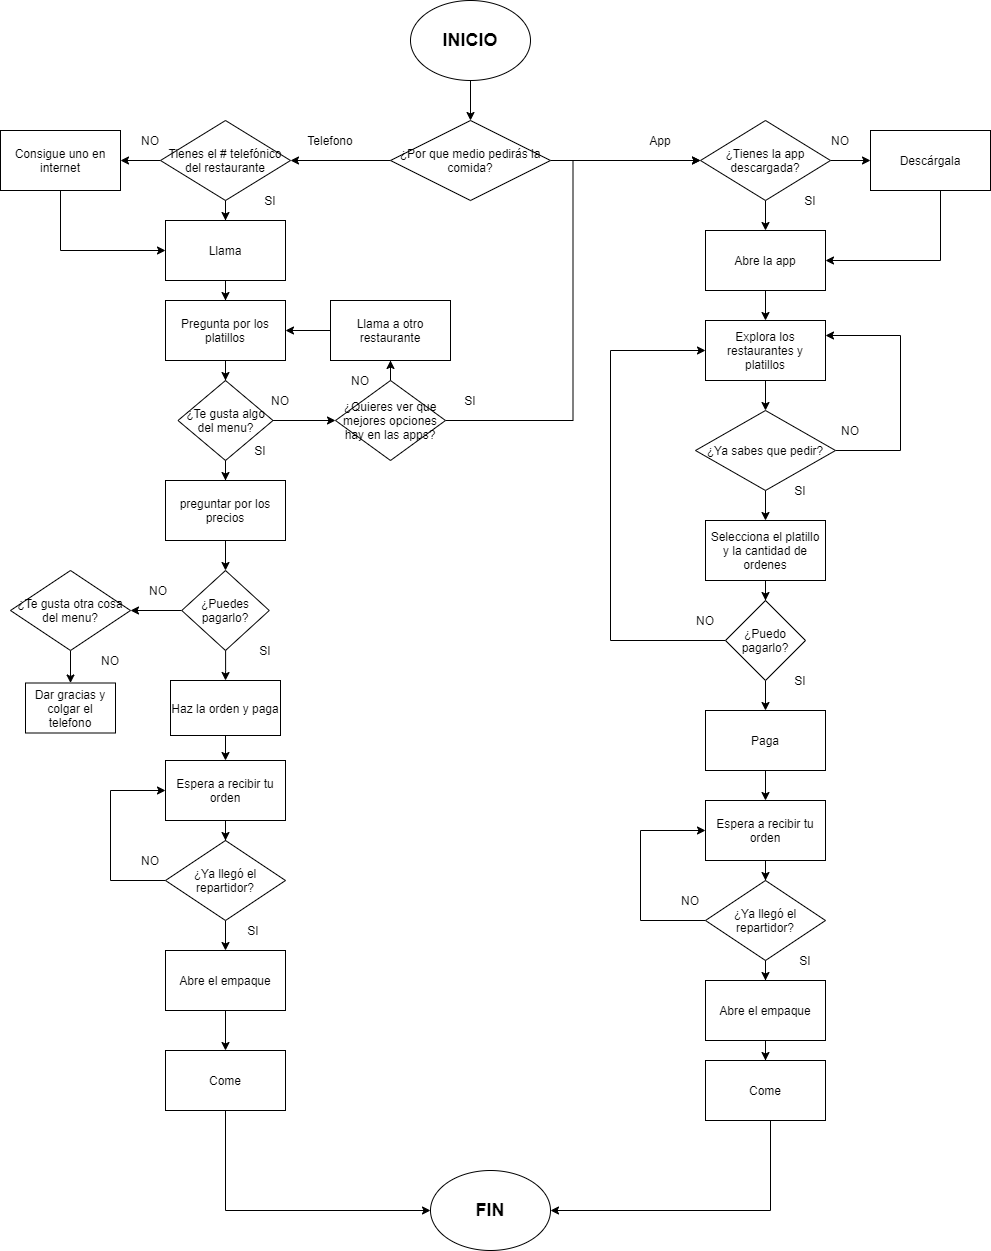 INICIO
¿Por que medio pedirás la
comida?
Telefono
App
Tienes el # telefónico
del restaurante
NO
Consigue uno en
internet
SI
Llama
Pregunta por los
platillos
Llama a otro
restaurante
¿Te gusta algo
del menu?
NO
¿Quieres ver que
mejores opciones
hay en las apps?
NO
SI
SI
preguntar por los
precios
¿Puedes
pagarlo?
NO
¿Te gusta otra cosa
del menu?
NO
Dar gracias y
colgar el
telefono
SI
Haz la orden y paga
Espera a recibir tu
orden
¿Ya llegó el
repartidor?
NO
SI
Abre el empaque
Come
¿Tienes la app
descargada?
NO
Descárgala
SI
Abre la app
Explora los
restaurantes y
platillos
¿Ya sabes que pedir?
NO
SI
Selecciona el platillo
y la cantidad de
ordenes
¿Puedo
pagarlo?
NO
SI
Paga
Espera a recibir tu
orden
¿Ya llegó el
repartidor?
NO
SI
Abre el empaque
Come
FIN